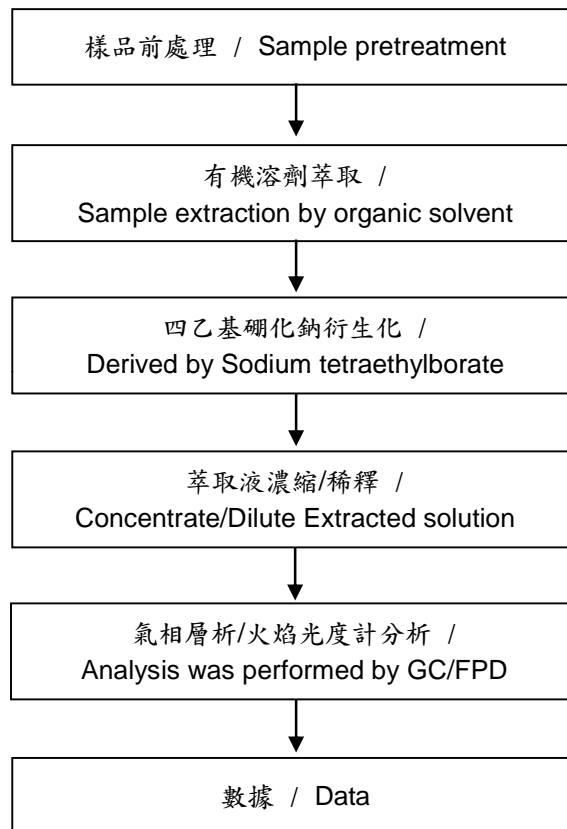 樣品前處理 / Sample pretreatment
有機溶劑萃取 /
Sample extraction by organic solvent
四乙基硼化鈉衍生化 /
Derived by Sodium tetraethylborate
萃取液濃縮/稀釋 /
Concentrate/Dilute Extracted solution
氣相層析/火焰光度計分析 /
Analysis was performed by GC/FPD
數據 / Data